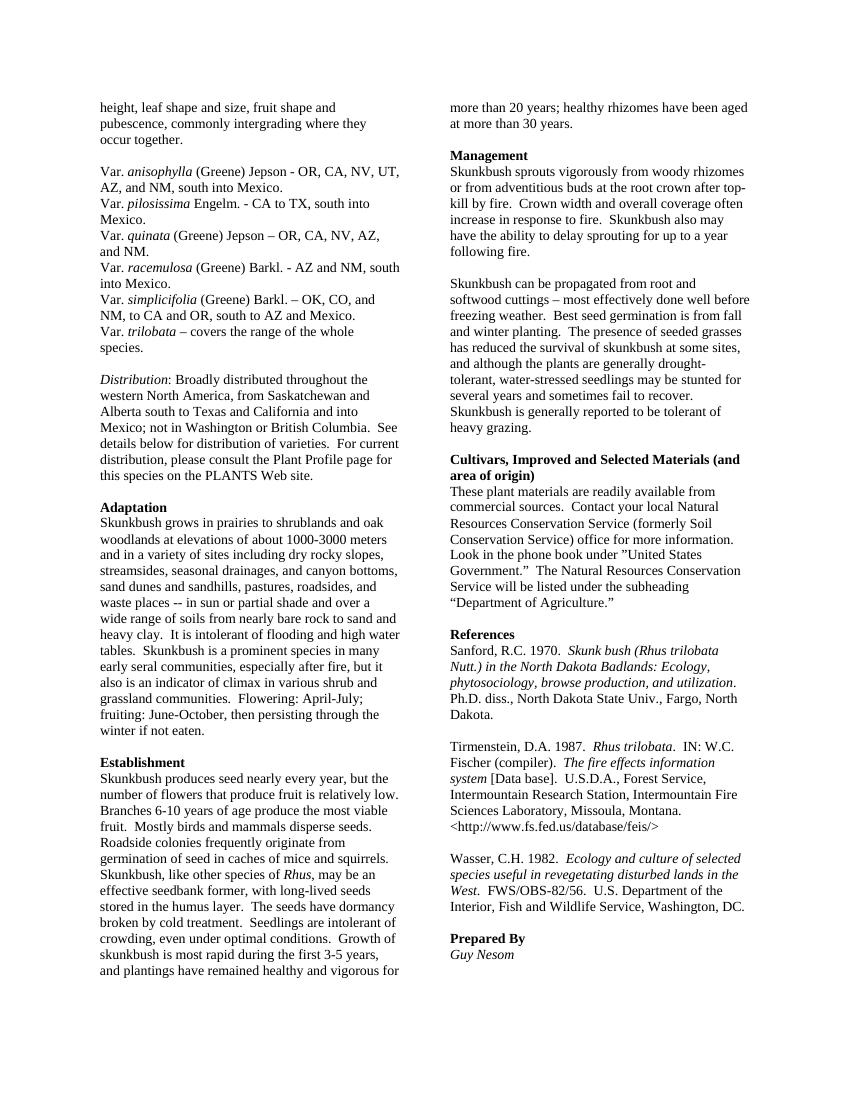 height, leaf shape and size, fruit shape and
pubescence, commonly intergrading where they
occur together.
Var. anisophylla (Greene) Jepson - OR, CA, NV, UT,
AZ, and NM, south into Mexico.
Var. pilosissima Engelm. - CA to TX, south into
Mexico.
Var. quinata (Greene) Jepson – OR, CA, NV, AZ,
and NM.
Var. racemulosa (Greene) Barkl. - AZ and NM, south
into Mexico.
Var. simplicifolia (Greene) Barkl. – OK, CO, and
NM, to CA and OR, south to AZ and Mexico.
Var. trilobata – covers the range of the whole
species.
Distribution: Broadly distributed throughout the
western North America, from Saskatchewan and
Alberta south to Texas and California and into
Mexico; not in Washington or British Columbia.  See
details below for distribution of varieties.  For current
distribution, please consult the Plant Profile page for
this species on the PLANTS Web site.
Adaptation
Skunkbush grows in prairies to shrublands and oak
woodlands at elevations of about 1000-3000 meters
and in a variety of sites including dry rocky slopes,
streamsides, seasonal drainages, and canyon bottoms,
sand dunes and sandhills, pastures, roadsides, and
waste places -- in sun or partial shade and over a
wide range of soils from nearly bare rock to sand and
heavy clay.  It is intolerant of flooding and high water
tables.  Skunkbush is a prominent species in many
early seral communities, especially after fire, but it
also is an indicator of climax in various shrub and
grassland communities.  Flowering: April-July;
fruiting: June-October, then persisting through the
winter if not eaten.
Establishment
Skunkbush produces seed nearly every year, but the
number of flowers that produce fruit is relatively low.
Branches 6-10 years of age produce the most viable
fruit.  Mostly birds and mammals disperse seeds.
Roadside colonies frequently originate from
germination of seed in caches of mice and squirrels.
Skunkbush, like other species of Rhus, may be an
effective seedbank former, with long-lived seeds
stored in the humus layer.  The seeds have dormancy
broken by cold treatment.  Seedlings are intolerant of
crowding, even under optimal conditions.  Growth of
skunkbush is most rapid during the first 3-5 years,
and plantings have remained healthy and vigorous for
more than 20 years; healthy rhizomes have been aged
at more than 30 years.
Management
Skunkbush sprouts vigorously from woody rhizomes
or from adventitious buds at the root crown after top-
kill by fire.  Crown width and overall coverage often
increase in response to fire.  Skunkbush also may
have the ability to delay sprouting for up to a year
following fire.
Skunkbush can be propagated from root and
softwood cuttings – most effectively done well before
freezing weather.  Best seed germination is from fall
and winter planting.  The presence of seeded grasses
has reduced the survival of skunkbush at some sites,
and although the plants are generally drought-
tolerant, water-stressed seedlings may be stunted for
several years and sometimes fail to recover.
Skunkbush is generally reported to be tolerant of
heavy grazing.
Cultivars, Improved and Selected Materials (and
area of origin)
These plant materials are readily available from
commercial sources.  Contact your local Natural
Resources Conservation Service (formerly Soil
Conservation Service) office for more information.
Look in the phone book under ”United States
Government.”  The Natural Resources Conservation
Service will be listed under the subheading
“Department of Agriculture.”
References
Sanford, R.C. 1970.  Skunk bush (Rhus trilobata
Nutt.) in the North Dakota Badlands: Ecology,
phytosociology, browse production, and utilization.
Ph.D. diss., North Dakota State Univ., Fargo, North
Dakota.
Tirmenstein, D.A. 1987.  Rhus trilobata.  IN: W.C.
Fischer (compiler).  The fire effects information
system [Data base].  U.S.D.A., Forest Service,
Intermountain Research Station, Intermountain Fire
Sciences Laboratory, Missoula, Montana.
<http://www.fs.fed.us/database/feis/>
Wasser, C.H. 1982.  Ecology and culture of selected
species useful in revegetating disturbed lands in the
West.  FWS/OBS-82/56.  U.S. Department of the
Interior, Fish and Wildlife Service, Washington, DC.
Prepared By
Guy Nesom